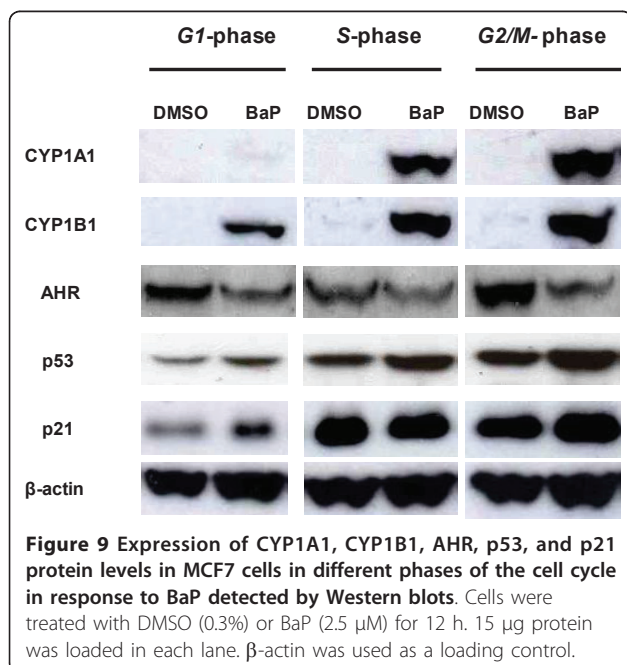 G1-phase S-phase G2/M- phase
DMSO BaP DMSO BaP DMSO BaP
CYP1A1
CYP1B1
AHR
p53
p21
β-actin
Figure 9 Expression of CYP1A1, CYP1B1, AHR, p53, and p21
protein levels in MCF7 cells in different phases of the cell cycle
in response to BaP detected by Western blots. Cells were
treated with DMSO (0.3%) or BaP (2.5 μM) for 12 h. 15 μg protein
was loaded in each lane. β-actin was used as a loading control.